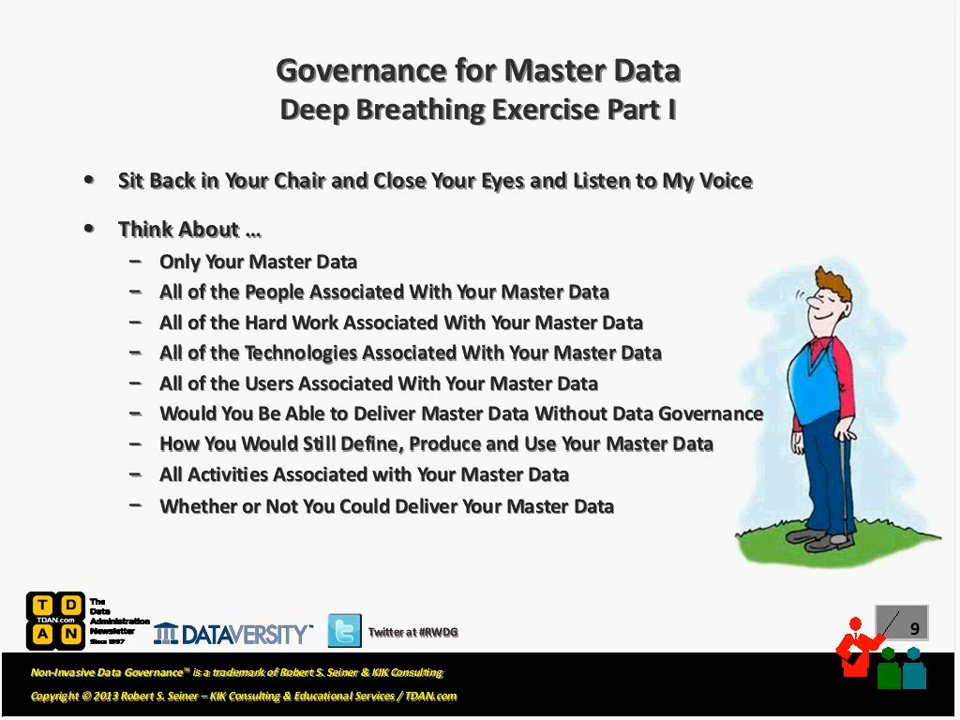 Governance for Master Data
Deep Breathing Exercise Part I
• Sit Back in Your Chair and Close Your Eyes and Listen to My Voice
• Think About …
– Only Your Master Data
– All of the People Associated With Your Master Data
– All of the Hard Work Associated With Your Master Data
– All of the Technologies Associated With Your Master Data
– All of the Users Associated With Your Master Data
– Would You Be Able to Deliver Master Data Without Data Governance
– How You Would Still Define, Produce and Use Your Master Data
– All Activities Associated with Your Master Data
– Whether or Not You Could Deliver Your Master Data
T D
TDAN.com
A N
The
Data
Administration
Newsletter
Since 1997
DATAVERSITY™
Twitter at #RWDG
9
Non-Invasive Data Governance™ is a trademark of Robert S. Seiner & KIK Consulting
Copyright © 2013 Robert S. Seiner – KIK Consulting & Educational Services / TDAN.com